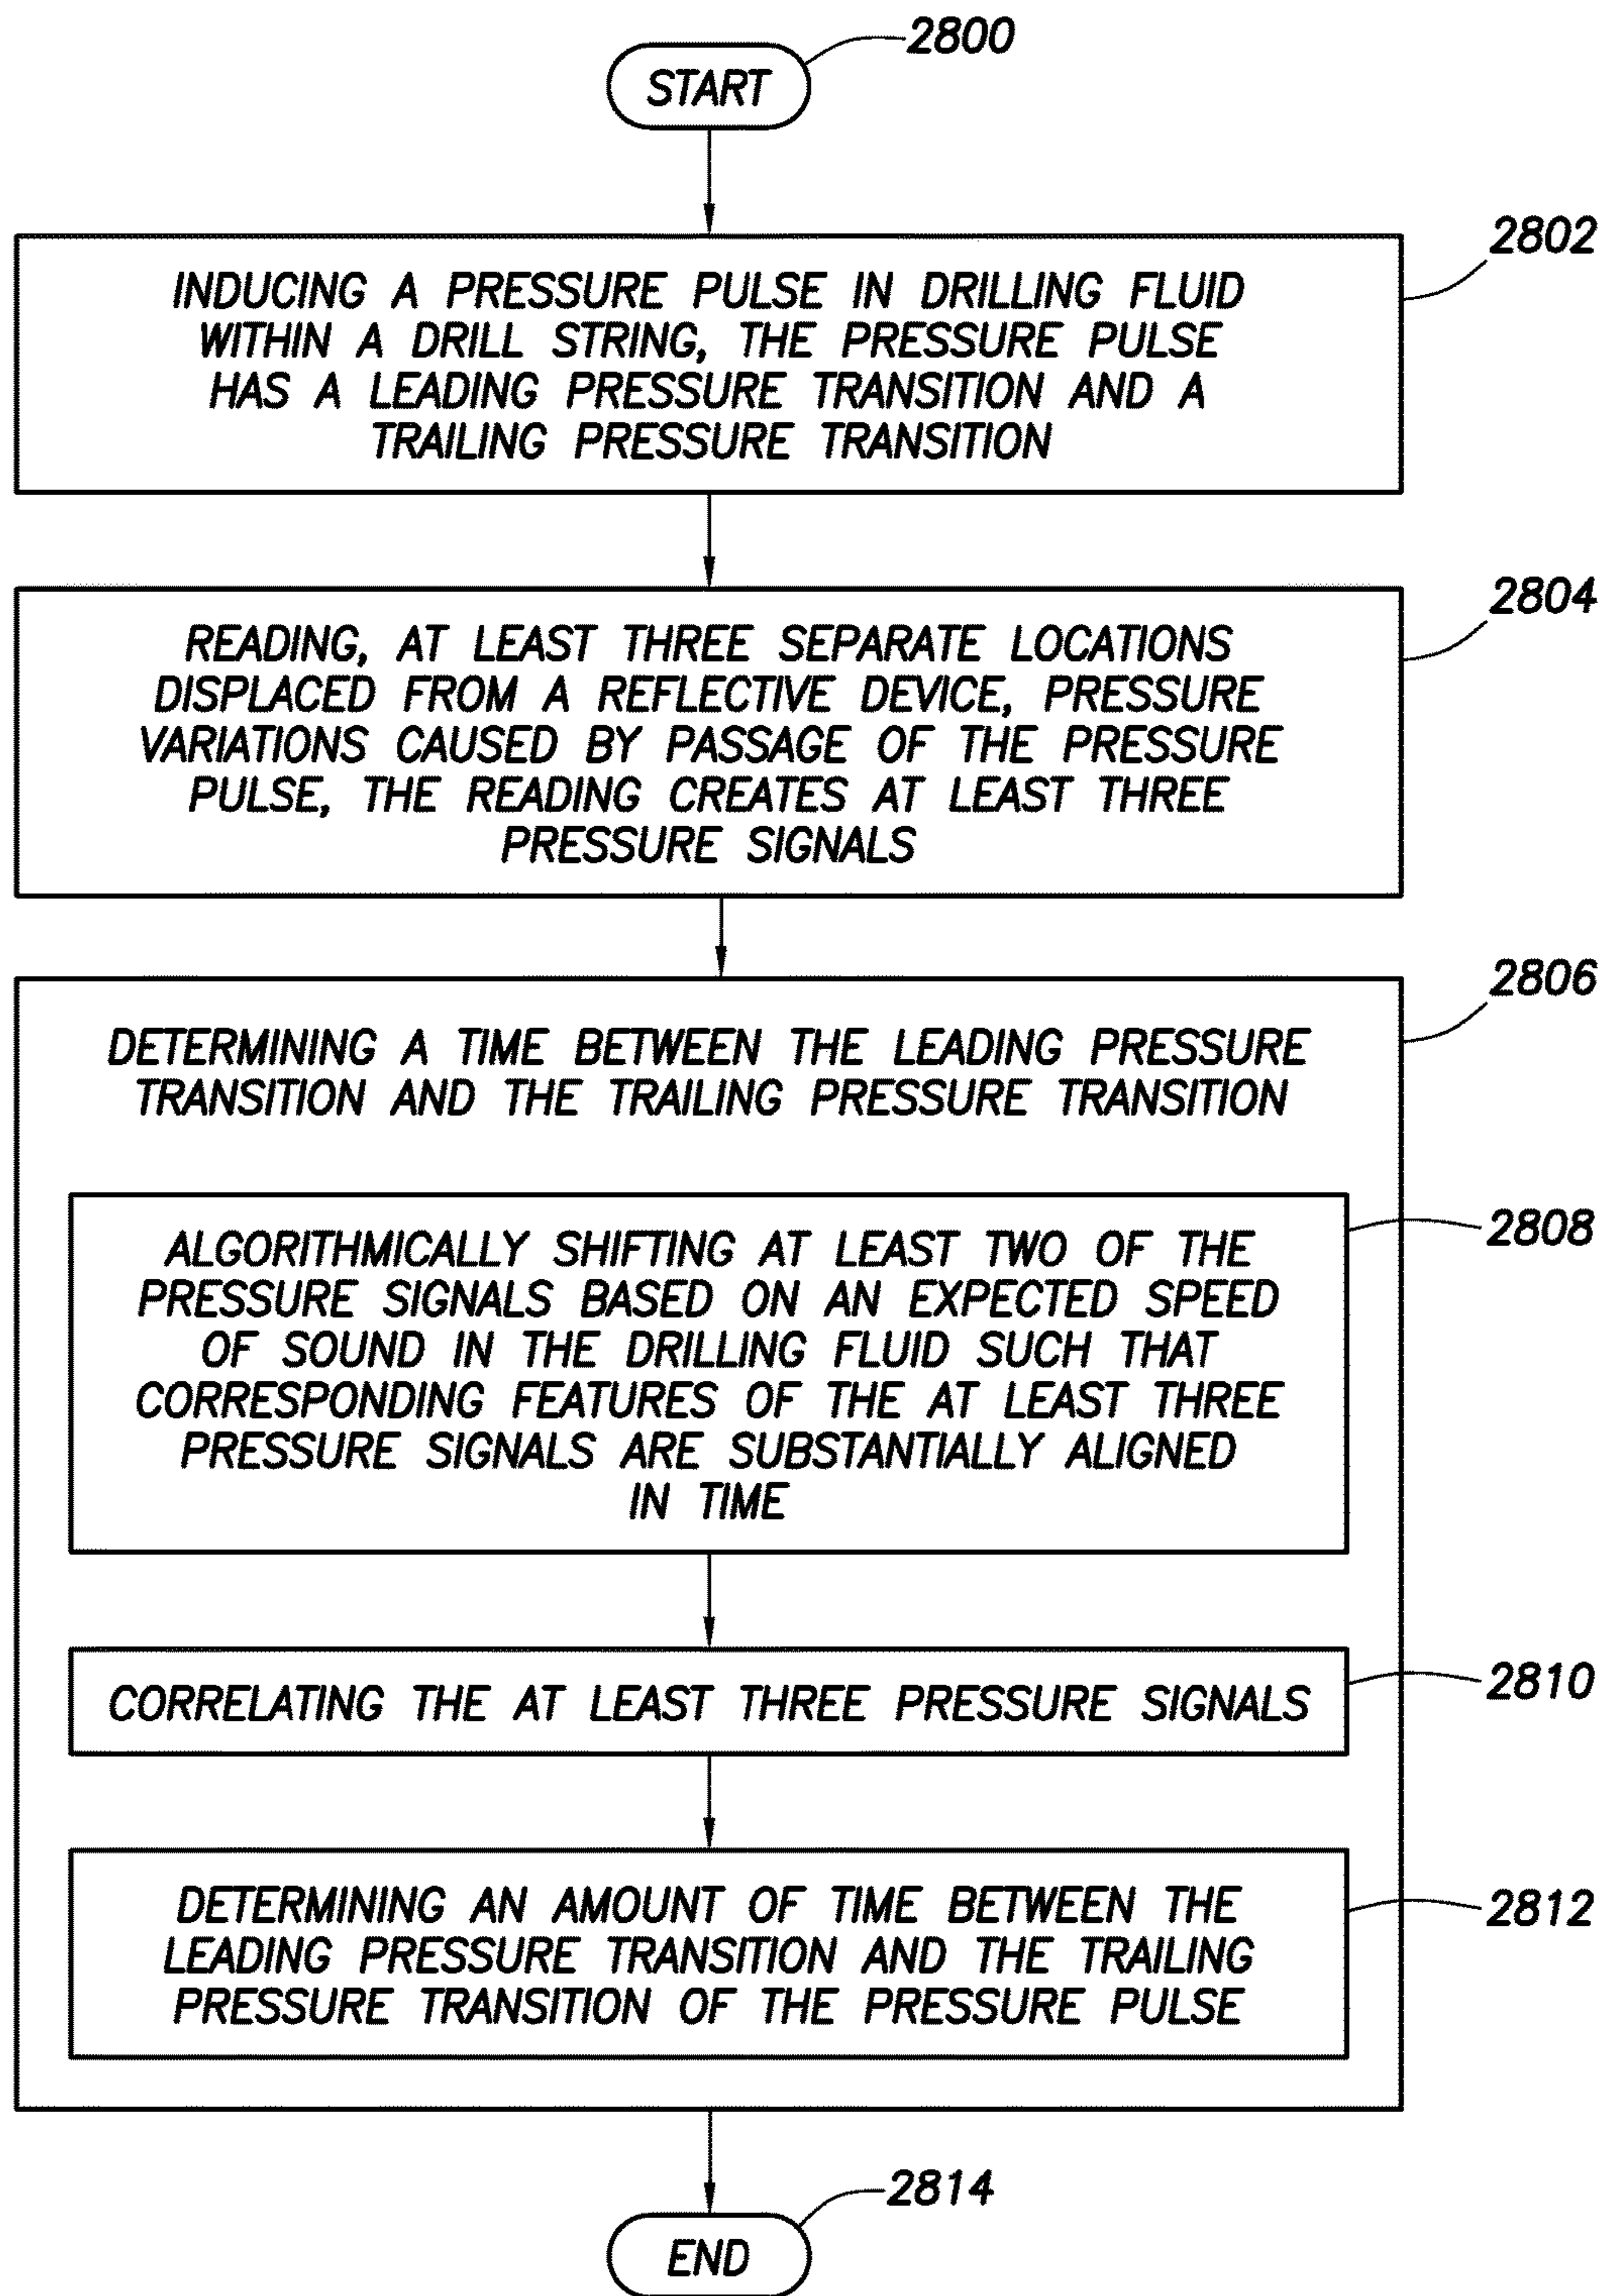 2800
START
2802
INDUCING A PRESSURE PULSE IN DRILLING FLUID
WITHIN A DRILL STRING, THE PRESSURE PULSE
HAS A LEADING PRESSURE TRANSITION AND A
TRAILING PRESSURE TRANSITION
2804
READING, AT LEAST THREE SEPARATE LOCATIONS
DISPLACED FROM A REFLECTIVE DEVICE, PRESSURE
VARIATIONS CAUSED BY PASSAGE OF THE PRESSURE
PULSE, THE READING CREATES AT LEAST THREE
PRESSURE SIGNALS
2806
DETERMINING A TIME BETWEEN THE LEADING PRESSURE
TRANSITION AND THE TRAILING PRESSURE TRANSITION
2808
ALGORITHMICALLY SHIFTING AT LEAST TWO OF THE
PRESSURE SIGNALS BASED ON AN EXPECTED SPEED
OF SOUND IN THE DRILLING FLUID SUCH THAT
CORRESPONDING FEATURES OF THE AT LEAST THREE
PRESSURE SIGNALS ARE SUBSTANTIALLY ALIGNED
IN TIME
2810
CORRELATING THE AT LEAST THREE PRESSURE SIGNALS
2812
DETERMINING AN AMOUNT OF TIME BETWEEN THE
LEADING PRESSURE TRANSITION AND THE TRAILING
PRESSURE TRANSITION OF THE PRESSURE PULSE
2814
END